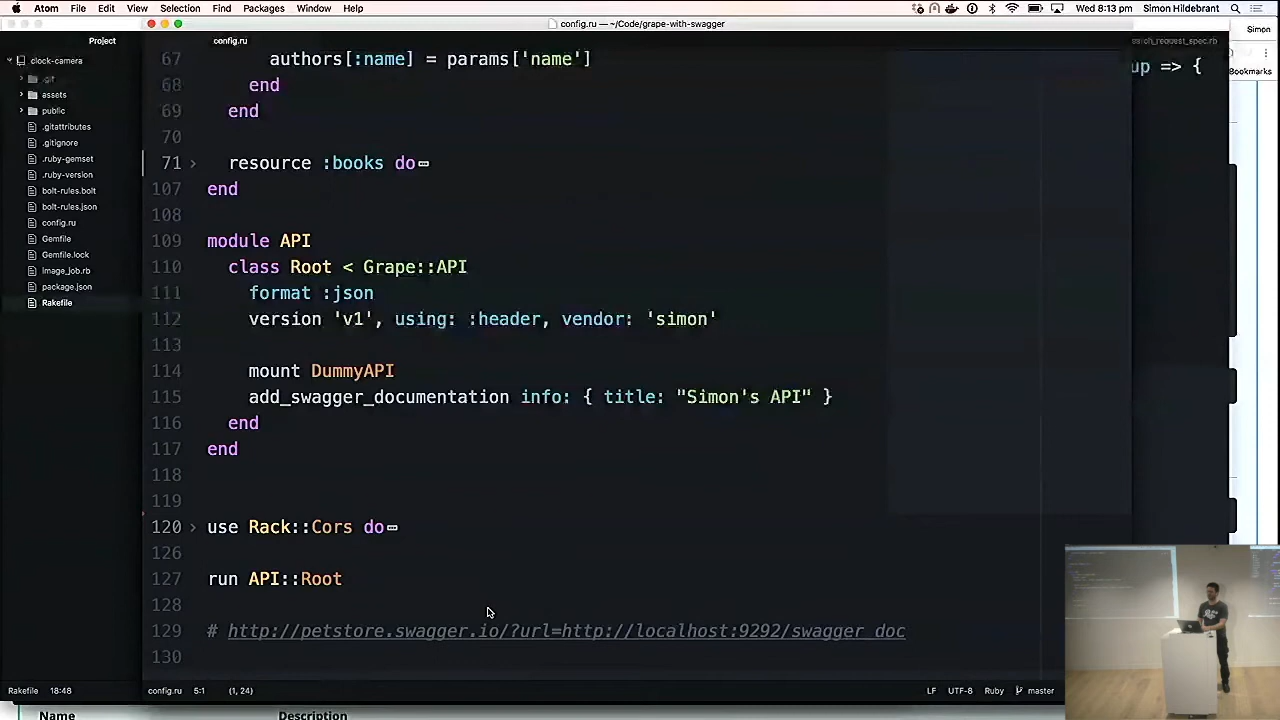 Atom File Edit View Selection Find Packages Window Help Wed 8:13 pm Simon Hildebrant
config.ru — ~/Code/grape-with-swagger
Simon
Project
config.ru
Bookmarks
up => {
clock-camera
.git
assets
public
.gitattributes
.gitignore
.ruby-gemset
.ruby-version
bolt-rules.bolt
bolt-rules.json
config.ru
Gemfile
Gemfile.lock
image_job.rb
package.json
Rakefile
67 authors[:name] = params['name']
68 end
69 end
70
71 resource :books do
107 end
108
109 module API
110 class Root < Grape::API
111 format :json
112 version 'v1', using: :header, vendor: 'simon'
113
114 mount DummyAPI
115 add_swagger_documentation info: { title: "Simon's API" }
116 end
117 end
118
119
120 use Rack::Cors do
126
127 run API::Root
128
129 # http://petstore.swagger.io/?url=http://localhost:9292/swagger_doc
130
Rakefile 18:48
config.ru 5:1 (1, 24) LF UTF-8 Ruby master
Name Description